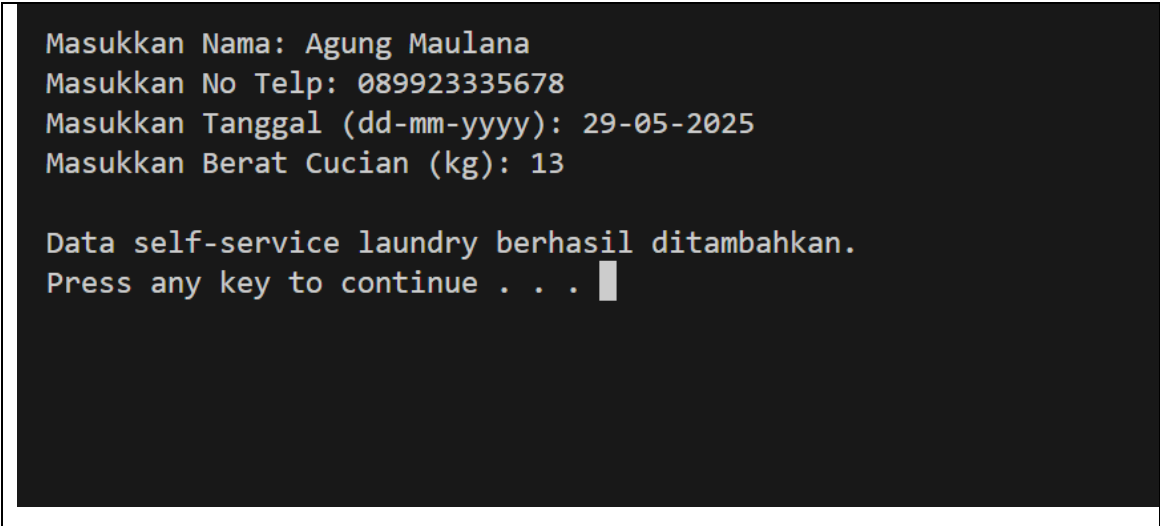 Masukkan Nama: Agung Maulana
Masukkan No Telp: 089923335678
Masukkan Tanggal (dd-mm-yyyy): 29-05-2025
Masukkan Berat Cucian (kg): 13
Data self-service laundry berhasil ditambahkan.
Press any key to continue . . .